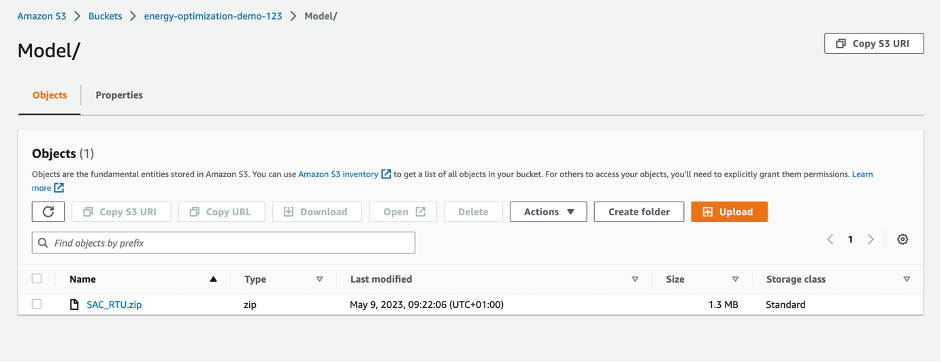 Amazon S3 > Buckets > energy-optimization-demo-123 > Model/
Model/
Copy S3 URI
Objects
Properties
Objects (1)
Objects are the fundamental entities stored in Amazon S3. You can use Amazon S3 inventory to get a list of all objects in your bucket. For others to access your objects, you'll need to explicitly grant them permissions. Learn
more
Copy S3 URI Copy URL Download Open Delete Actions Create folder Upload
Find objects by prefix
1
Name Type Last modified Size Storage class
SAC_RTU.zip zip May 9, 2023, 09:22:06 (UTC+01:00) 1.3 MB Standard